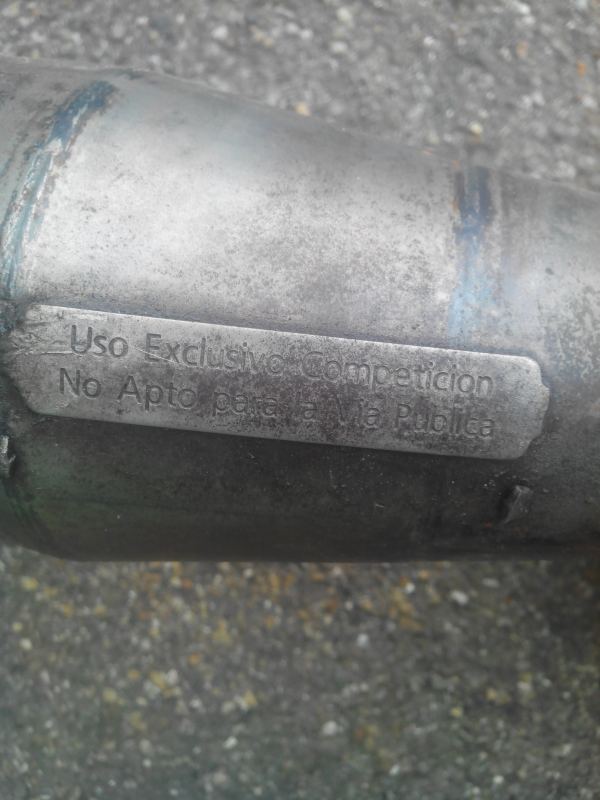 Uso Exclusivo Competicion
No Apto para la Via Publica